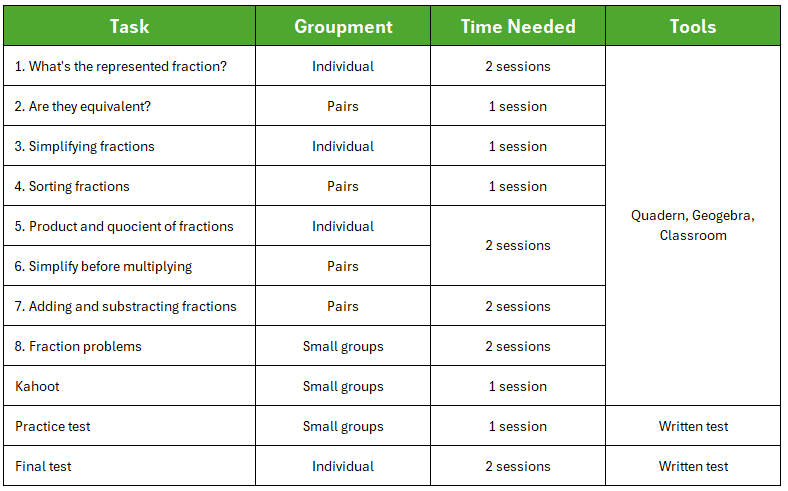 Task Groupment Time Needed Tools
1. What's the represented fraction? Individual 2 sessions
2. Are they equivalent? Pairs 1 session
3. Simplifying fractions Individual 1 session
4. Sorting fractions Pairs 1 session
Quadern, Geogebra,
Classroom
5. Product and quocient of fractions Individual
2 sessions
6. Simplify before multiplying Pairs
7. Adding and substracting fractions Pairs 2 sessions
8. Fraction problems Small groups 2 sessions
Kahoot Small groups 1 session
Practice test Small groups 1 session Written test
Final test Individual 2 sessions Written test